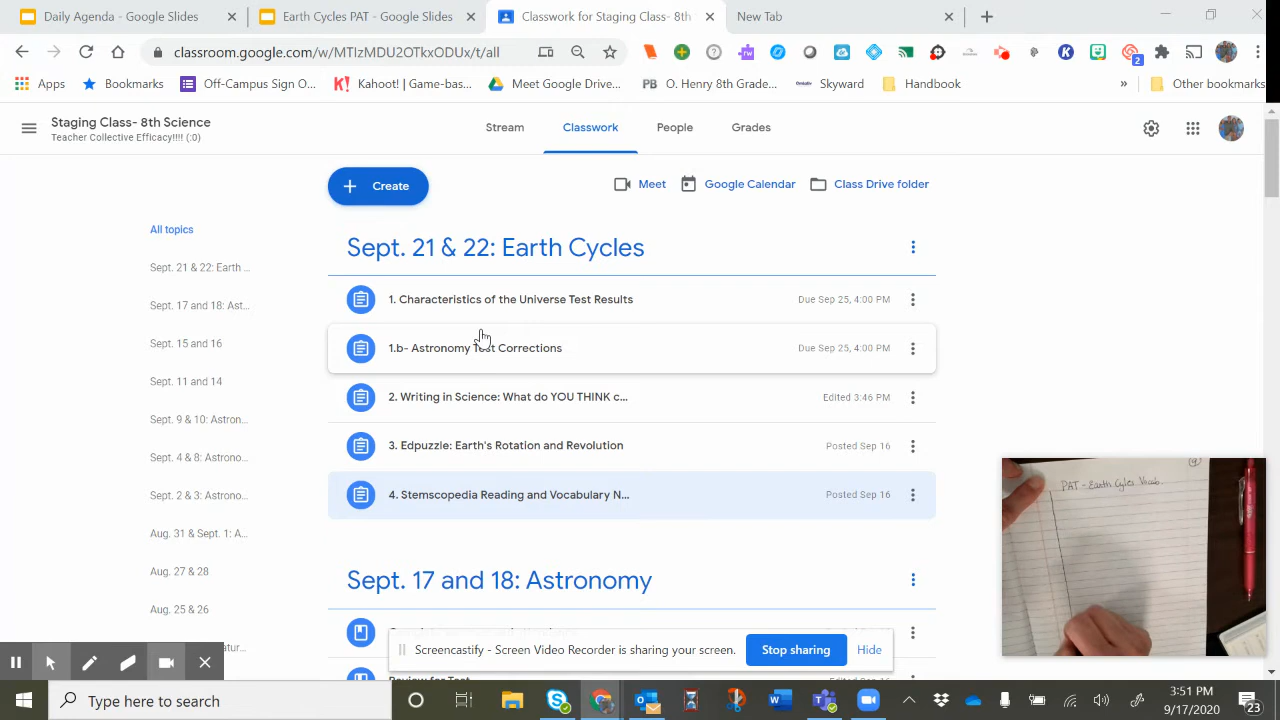 Daily Agenda - Google Slides
Earth Cycles PAT - Google Slides
Classwork for Staging Class- 8th
New Tab
classroom.google.com/w/MTIzMDU2OTkxODUx/t/all
2
Apps
Bookmarks
Off-Campus Sign O...
Kahoot! | Game-bas...
Meet Google Drive...
PB O. Henry 8th Grade...
Skyward
Handbook
»
Other bookmarks
Staging Class- 8th Science
Teacher Collective Efficacy!!!! (:0)
Stream
Classwork
People
Grades
+ Create
Meet
Google Calendar
Class Drive folder
All topics
Sept. 21 & 22: Earth ...
Sept. 17 and 18: Ast...
Sept. 15 and 16
Sept. 11 and 14
Sept. 9 & 10: Astron...
Sept. 4 & 8: Astrono...
Sept. 2 & 3: Astrono...
Aug. 31 & Sept. 1: A...
Aug. 27 & 28
Aug. 25 & 26
Sept. 21 & 22: Earth Cycles
1. Characteristics of the Universe Test Results
Due Sep 25, 4:00 PM
1.b- Astronomy Test Corrections
Due Sep 25, 4:00 PM
2. Writing in Science: What do YOU THINK c...
Edited 3:46 PM
3. Edpuzzle: Earth's Rotation and Revolution
Posted Sep 16
4. Stemscopedia Reading and Vocabulary N...
Posted Sep 16
Sept. 17 and 18: Astronomy
Review for Test
PAT - Earth Cycles Vocab.
Screencastify - Screen Video Recorder is sharing your screen.
Stop sharing
Hide
Type here to search
3:51 PM
9/17/2020
23